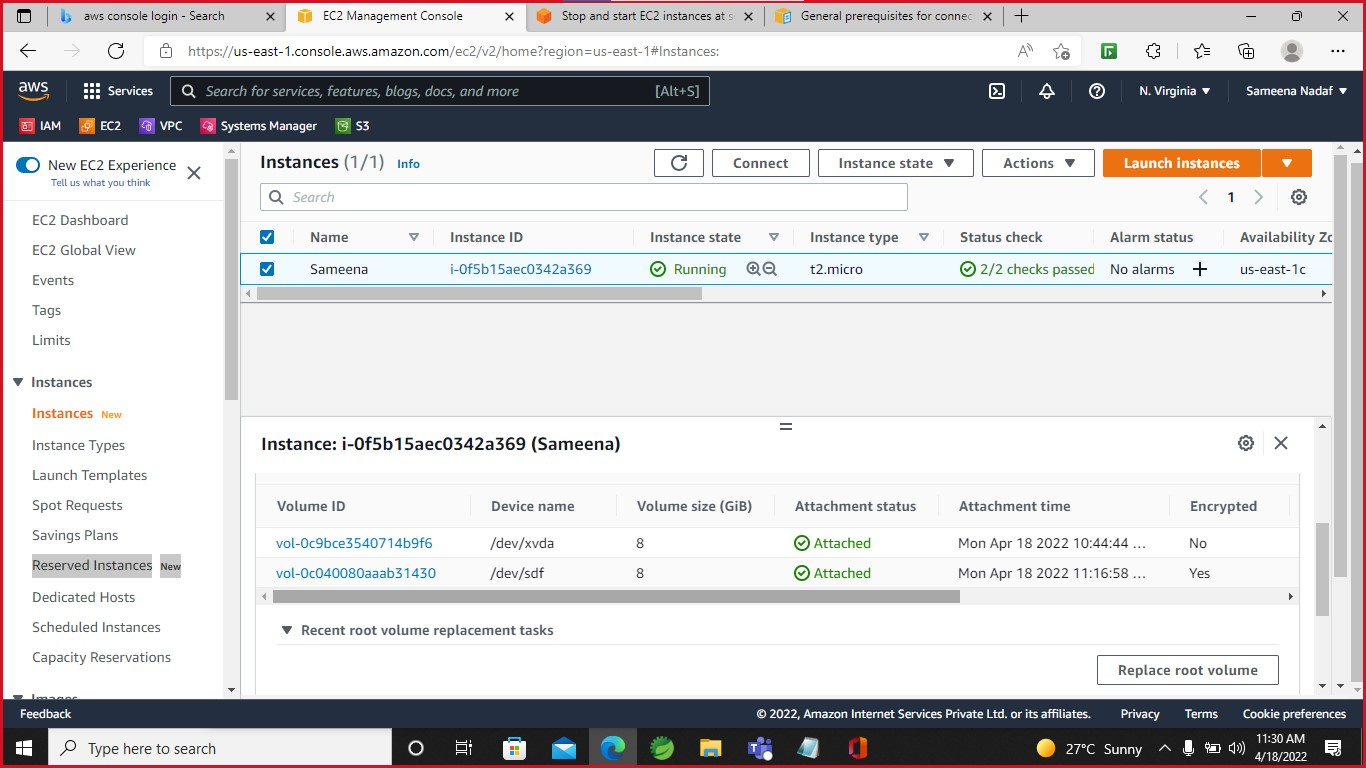 aws console login - Search
EC2 Management Console
Stop and start EC2 instances at s
General prerequisites for connec
https://us-east-1.console.aws.amazon.com/ec2/v2/home?region=us-east-1#Instances:
aws
Services
Search for services, features, blogs, docs, and more
[Alt+S]
N. Virginia
Sameena Nadaf
IAM
EC2
VPC
Systems Manager
S3
New EC2 Experience
Tell us what you think
EC2 Dashboard
EC2 Global View
Events
Tags
Limits
Instances
Instances New
Instance Types
Launch Templates
Spot Requests
Savings Plans
Reserved Instances New
Dedicated Hosts
Scheduled Instances
Capacity Reservations
Images
Instances (1/1) Info
Connect
Instance state
Actions
Launch instances
Search
1
Name Instance ID Instance state Instance type Status check Alarm status Availability Zo
Sameena i-0f5b15aec0342a369 Running t2.micro 2/2 checks passed No alarms us-east-1c
Instance: i-0f5b15aec0342a369 (Sameena)
Volume ID Device name Volume size (GiB) Attachment status Attachment time Encrypted
vol-0c9bce3540714b9f6 /dev/xvda 8 Attached Mon Apr 18 2022 10:44:44 ... No
vol-0c040080aaab31430 /dev/sdf 8 Attached Mon Apr 18 2022 11:16:58 ... Yes
Recent root volume replacement tasks
Replace root volume
Feedback
© 2022, Amazon Internet Services Private Ltd. or its affiliates.
Privacy
Terms
Cookie preferences
Type here to search
27°C Sunny
11:30 AM
4/18/2022